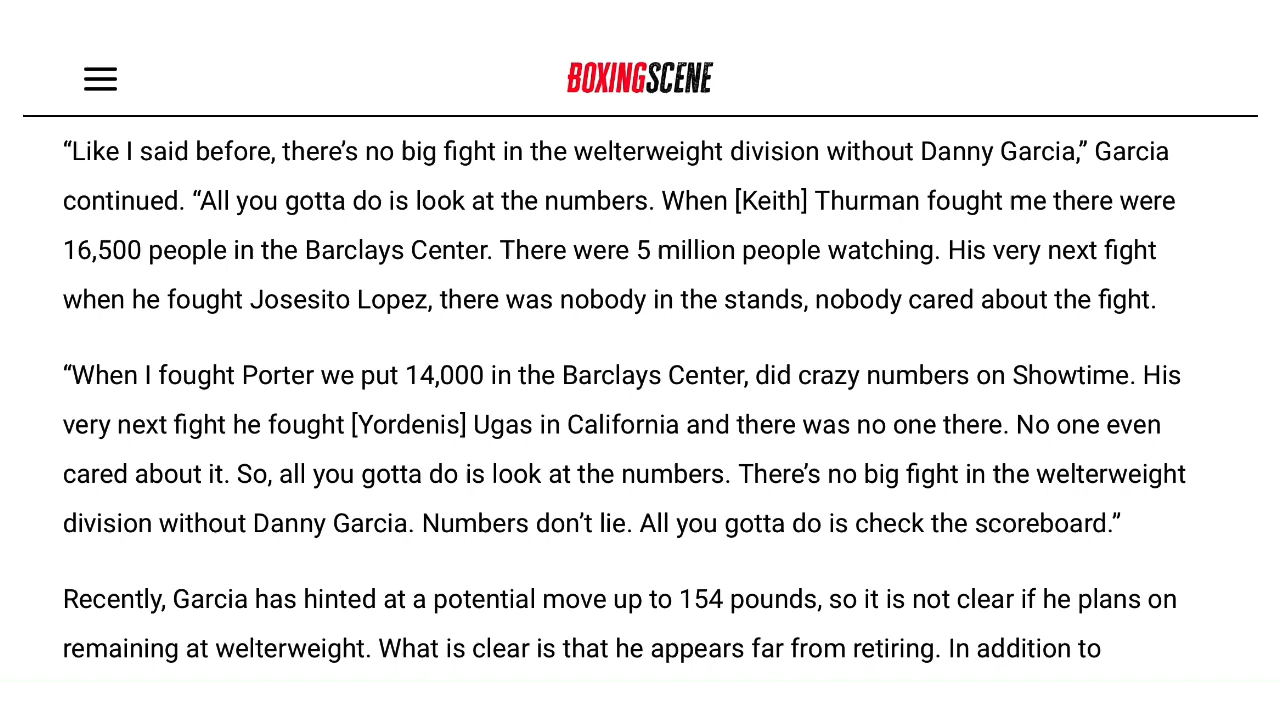 BOXINGSCENE
“Like I said before, there’s no big fight in the welterweight division without Danny Garcia,” Garcia
continued. “All you gotta do is look at the numbers. When [Keith] Thurman fought me there were
16,500 people in the Barclays Center. There were 5 million people watching. His very next fight
when he fought Josesito Lopez, there was nobody in the stands, nobody cared about the fight.
“When I fought Porter we put 14,000 in the Barclays Center, did crazy numbers on Showtime. His
very next fight he fought [Yordenis] Ugas in California and there was no one there. No one even
cared about it. So, all you gotta do is look at the numbers. There’s no big fight in the welterweight
division without Danny Garcia. Numbers don’t lie. All you gotta do is check the scoreboard.”
Recently, Garcia has hinted at a potential move up to 154 pounds, so it is not clear if he plans on
remaining at welterweight. What is clear is that he appears far from retiring. In addition to